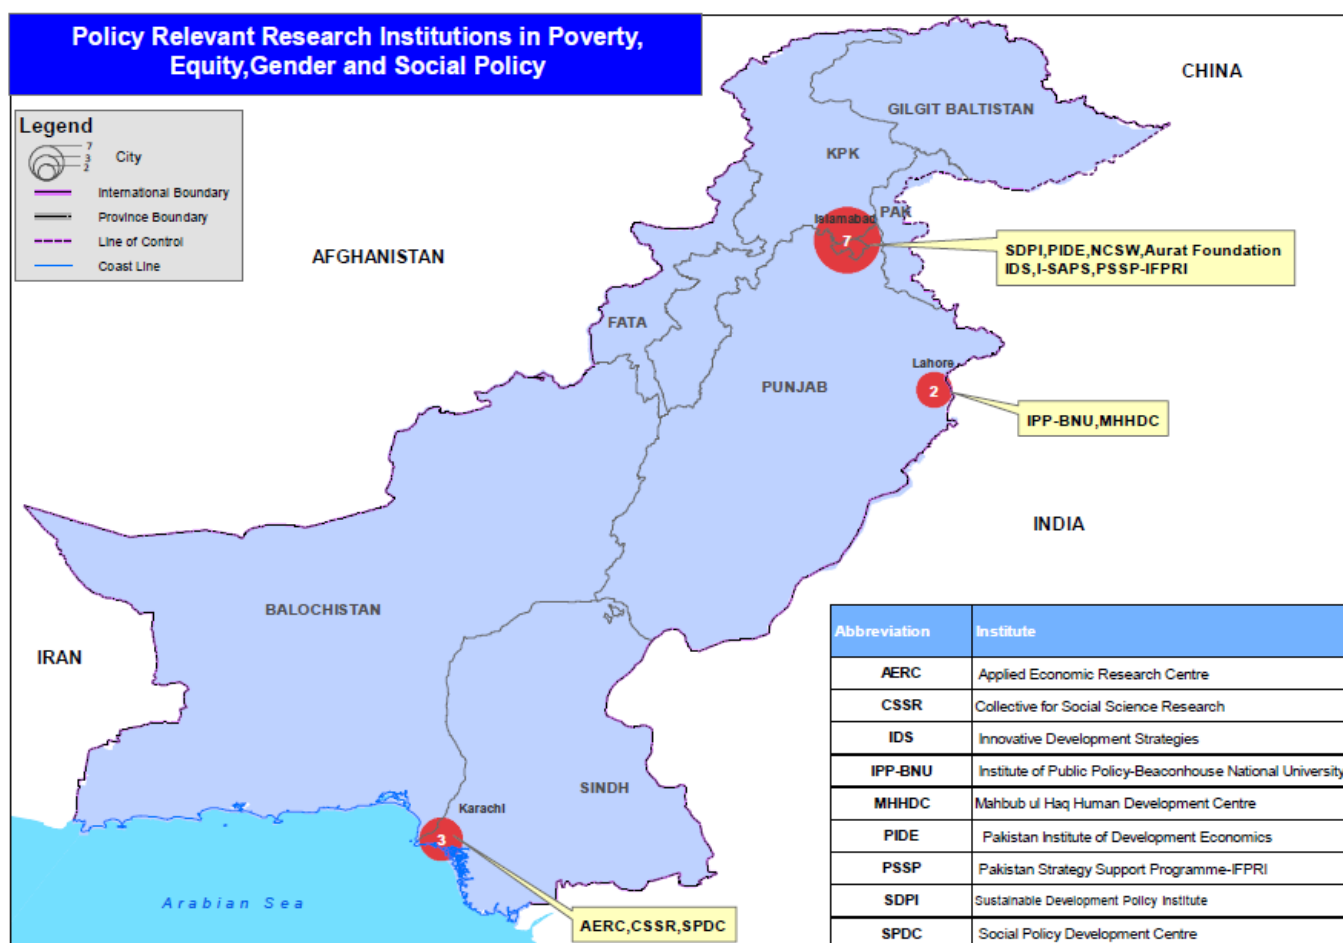 Policy Relevant Research Institutions in Poverty,
Equity,Gender and Social Policy
Legend
7
3
2
City
International Boundary
Province Boundary
Line of Control
Coast Line
CHINA
GILGIT BALTISTAN
KPK
PAK
Islamabad
7
SDPI,PIDE,NCSW,Aurat Foundation
IDS,I-SAPS,PSSP-IFPRI
AFGHANISTAN
FATA
Lahore
PUNJAB
2
IPP-BNU,MHHDC
INDIA
BALOCHISTAN
IRAN
SINDH
Karachi
3
Arabian Sea
AERC,CSSR,SPDC
Abbreviation Institute
AERC Applied Economic Research Centre
CSSR Collective for Social Science Research
IDS Innovative Development Strategies
IPP-BNU Institute of Public Policy-Beaconhouse National University
MHHDC Mahbub ul Haq Human Development Centre
PIDE Pakistan Institute of Development Economics
PSSP Pakistan Strategy Support Programme-IFPRI
SDPI Sustainable Development Policy Institute
SPDC Social Policy Development Centre